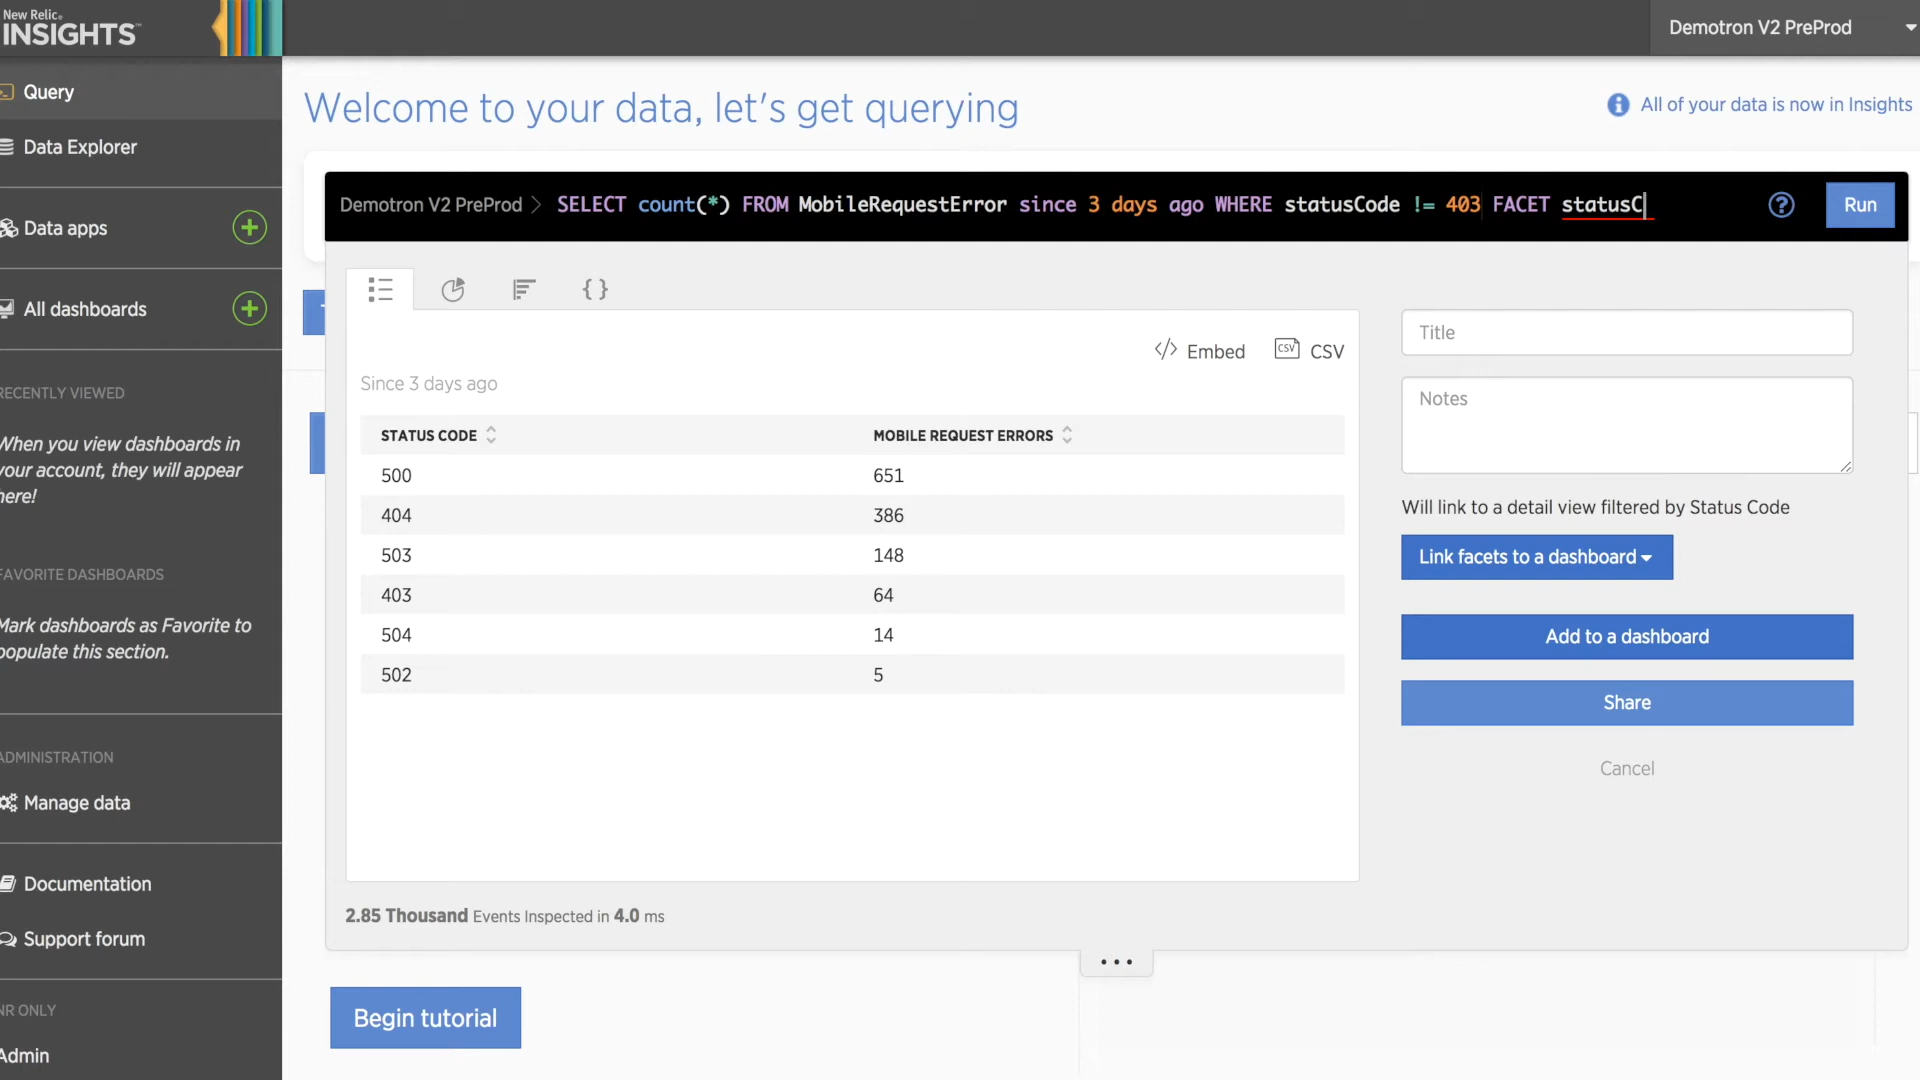 New Relic.
INSIGHTS™
Demotron V2 PreProd
Query
Data Explorer
Data apps
All dashboards
RECENTLY VIEWED
When you view dashboards in
your account, they will appear
here!
FAVORITE DASHBOARDS
Mark dashboards as Favorite to
populate this section.
ADMINISTRATION
Manage data
Documentation
Support forum
NR ONLY
Admin
Welcome to your data, let's get querying
All of your data is now in Insights
Demotron V2 PreProd > SELECT count(*) FROM MobileRequestError since 3 days ago WHERE statusCode != 403 FACET statusC
?
Run
{ }
</> Embed
CSV CSV
Since 3 days ago
STATUS CODE MOBILE REQUEST ERRORS
500 651
404 386
503 148
403 64
504 14
502 5
2.85 Thousand Events Inspected in 4.0 ms
Title
Notes
Will link to a detail view filtered by Status Code
Link facets to a dashboard
Add to a dashboard
Share
Cancel
...
Begin tutorial